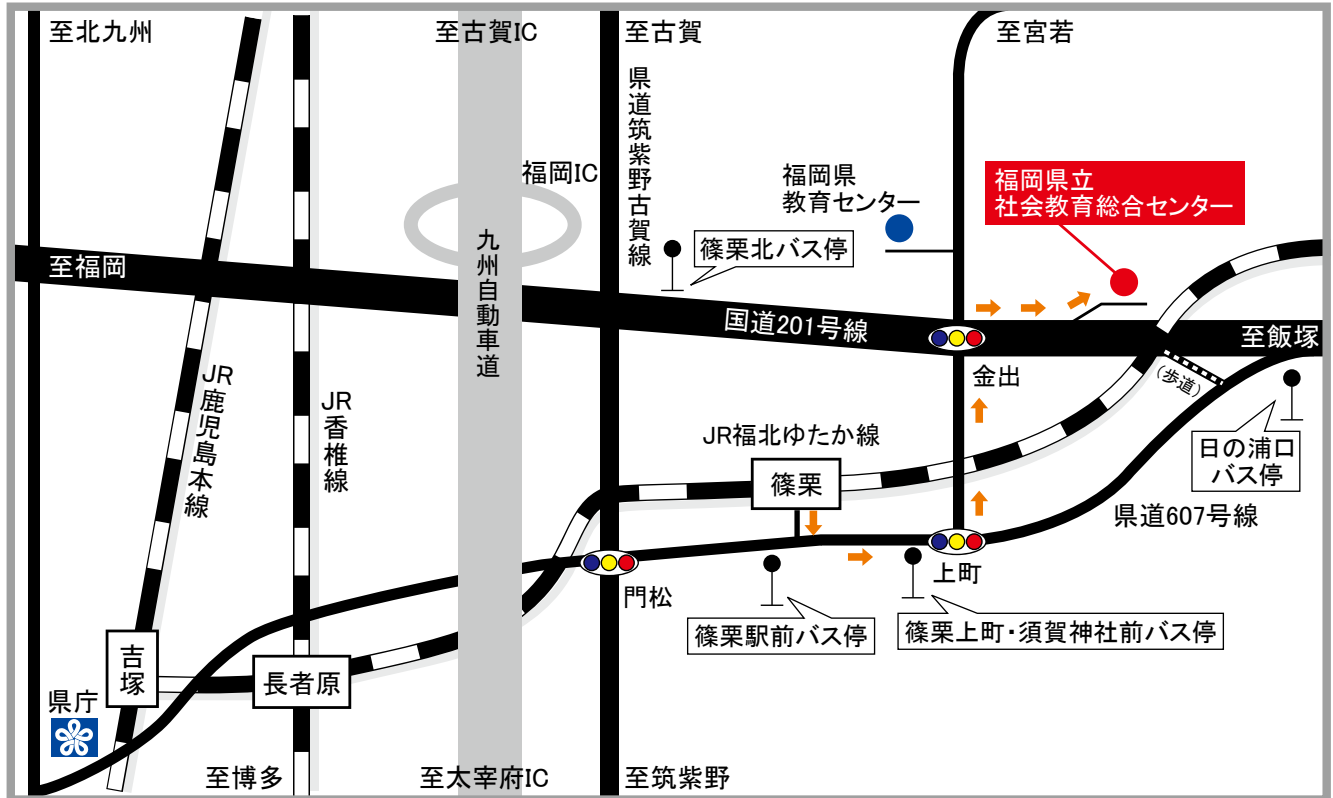 至北九州
至古賀IC
至古賀
至宮若
県道筑紫野古賀線
福岡IC
福岡県
教育センター
福岡県立
社会教育総合センター
篠栗北バス停
九州自動車道
至福岡
国道201号線
至飯塚
金出
(歩道)
JR鹿児島本線
JR香椎線
JR福北ゆたか線
篠栗
日の浦口
バス停
県道607号線
上町
門松
篠栗駅前バス停
篠栗上町・須賀神社前バス停
吉塚
長者原
県庁
至博多
至太宰府IC
至筑紫野